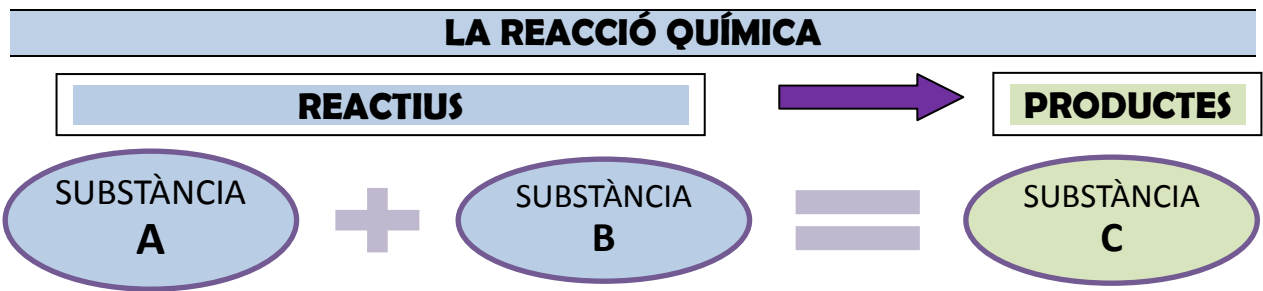 LA REACCIÓ QUÍMICA
REACTIUS
PRODUCTES
SUBSTÀNCIA
A
SUBSTÀNCIA
B
SUBSTÀNCIA
C